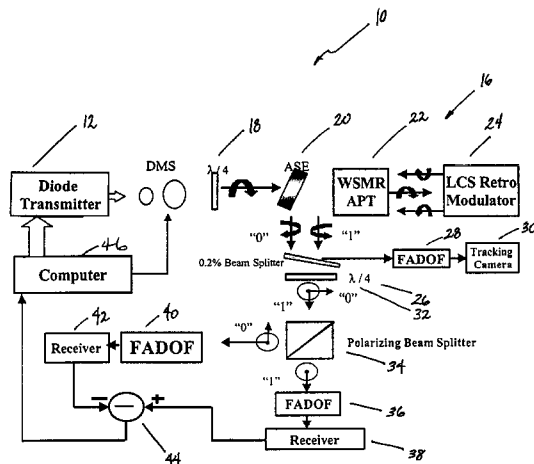 10
16
12
18
20
22
24
DMS
λ/4
ASE
Diode
Transmitter
WSMR
APT
LCS Retro
Modulator
46
"0"
"1"
28
30
Computer
0.2% Beam Splitter
FADOF
Tracking
Camera
λ/4
26
"1"
"0"
32
42
40
"0"
Receiver
FADOF
Polarizing Beam Splitter
34
"1"
FADOF
36
−
+
−
44
Receiver
38